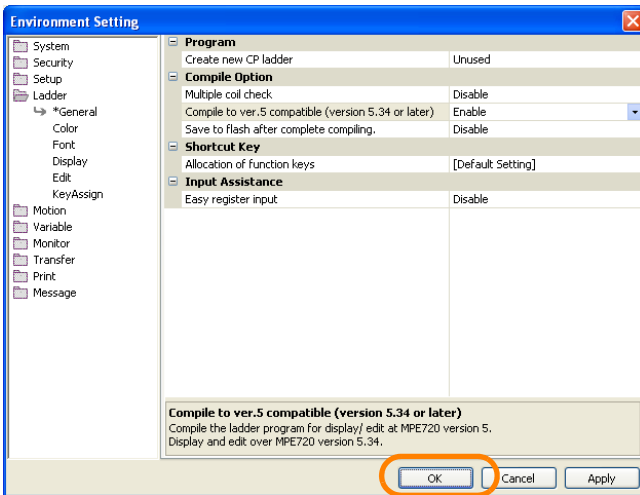 Environment Setting
System
Security
Setup
Ladder
*General
Color
Font
Display
Edit
KeyAssign
Motion
Variable
Monitor
Transfer
Print
Message
Program
Create new CP ladder Unused
Compile Option
Multiple coil check Disable
Compile to ver.5 compatible (version 5.34 or later) Enable
Save to flash after complete compiling. Disable
Shortcut Key
Allocation of function keys [Default Setting]
Input Assistance
Easy register input Disable
Compile to ver.5 compatible (version 5.34 or later)
Compile the ladder program for display/ edit at MPE720 version 5.
Display and edit over MPE720 version 5.34.
OK Cancel Apply